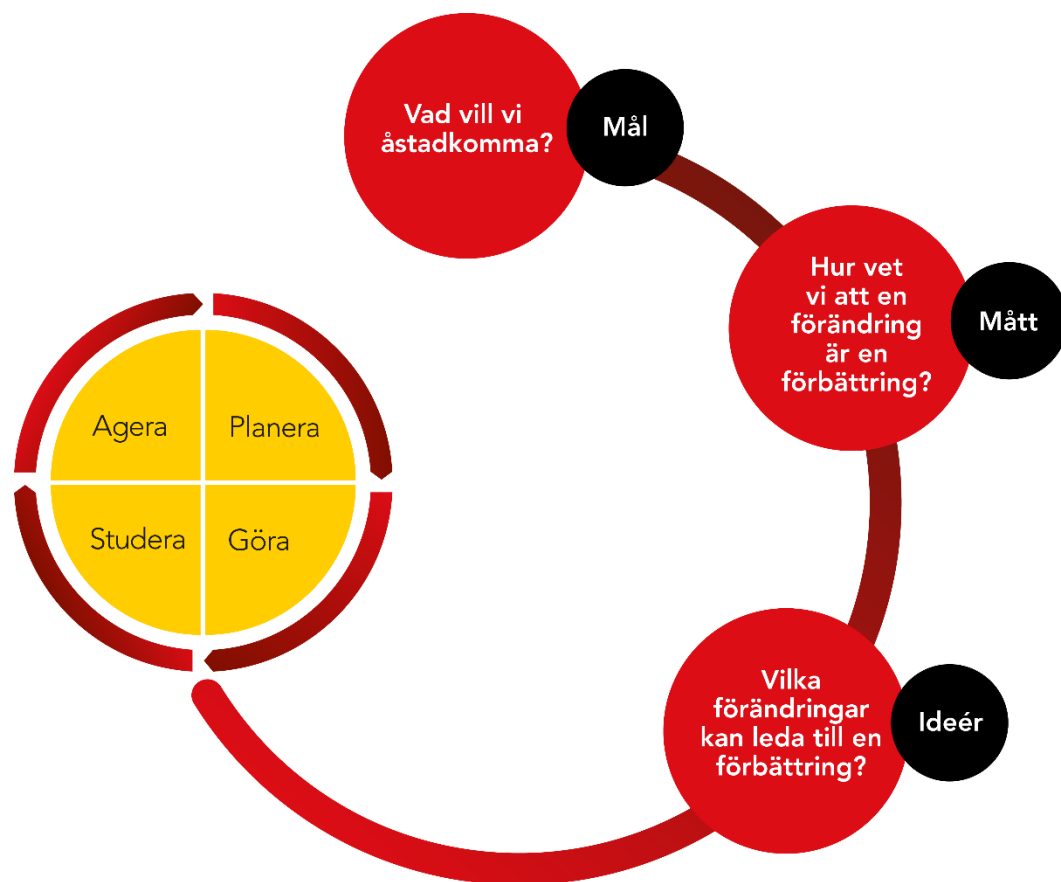 Vad vill vi
åstadkomma?
Mål
Hur vet
vi att en
förändring
är en
förbättring?
Mått
Vilka
förändringar
kan leda till en
förbättring?
Ideér
Agera
Planera
Studera
Göra